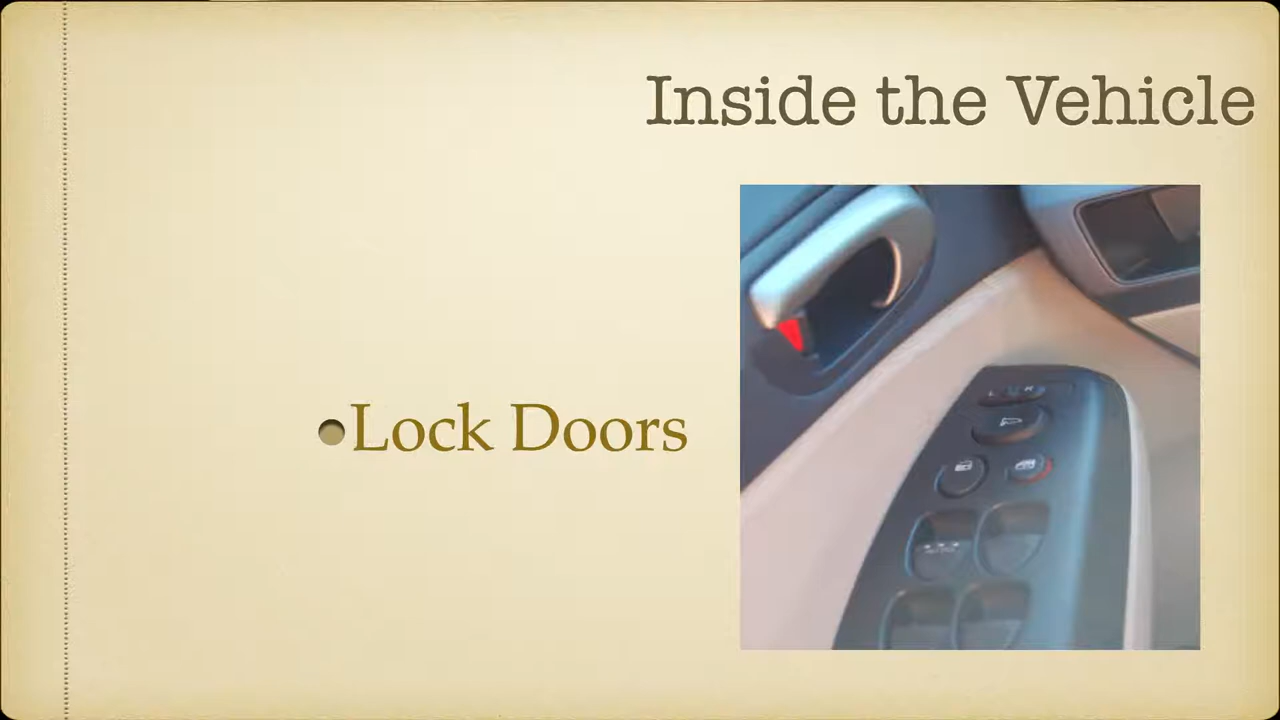 Inside the Vehicle
•Lock Doors
L R